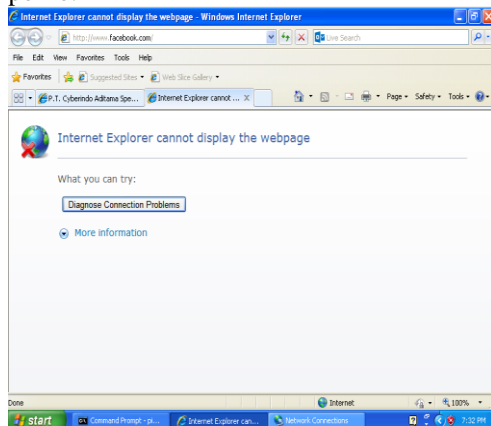 Internet Explorer cannot display the webpage - Windows Internet Explorer
http://www.facebook.com/
Live Search
File Edit View Favorites Tools Help
Favorites Suggested Sites Web Slice Gallery
P.T. Cyberindo Aditama Spe... Internet Explorer cannot ... X Page Safety Tools
Internet Explorer cannot display the webpage
What you can try:
Diagnose Connection Problems
More information
Done Internet 100%
start Command Prompt - pi... Internet Explorer can... Network Connections 7:32 PM